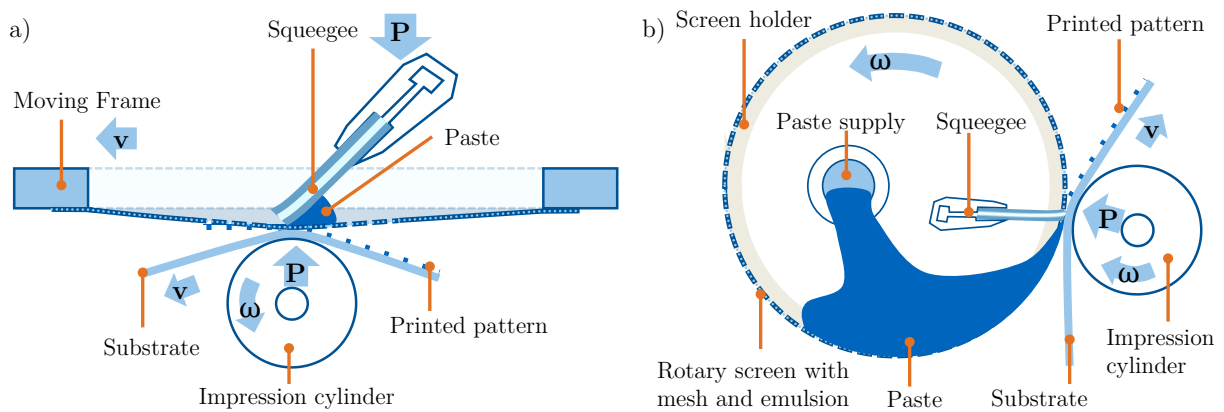 a)
Squeegee
P
Moving Frame
v
Paste
P
v
ω
Substrate
Printed pattern
Impression cylinder
b)
Screen holder
Printed pattern
ω
Paste supply
Squeegee
v
P
ω
Rotary screen with
mesh and emulsion
Paste
Substrate
Impression
cylinder